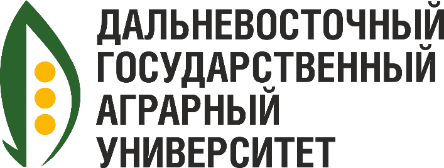 ДАЛЬНЕВОСТОЧНЫЙ
ГОСУДАРСТВЕННЫЙ
АГРАРНЫЙ
УНИВЕРСИТЕТ